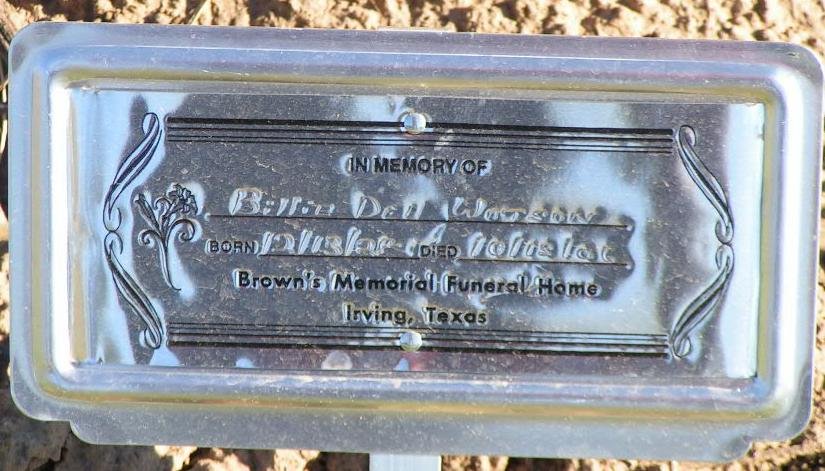 IN MEMORY OF
Billie Dell
BORN DIED
Brown's Memorial Funeral Home
Irving, Texas